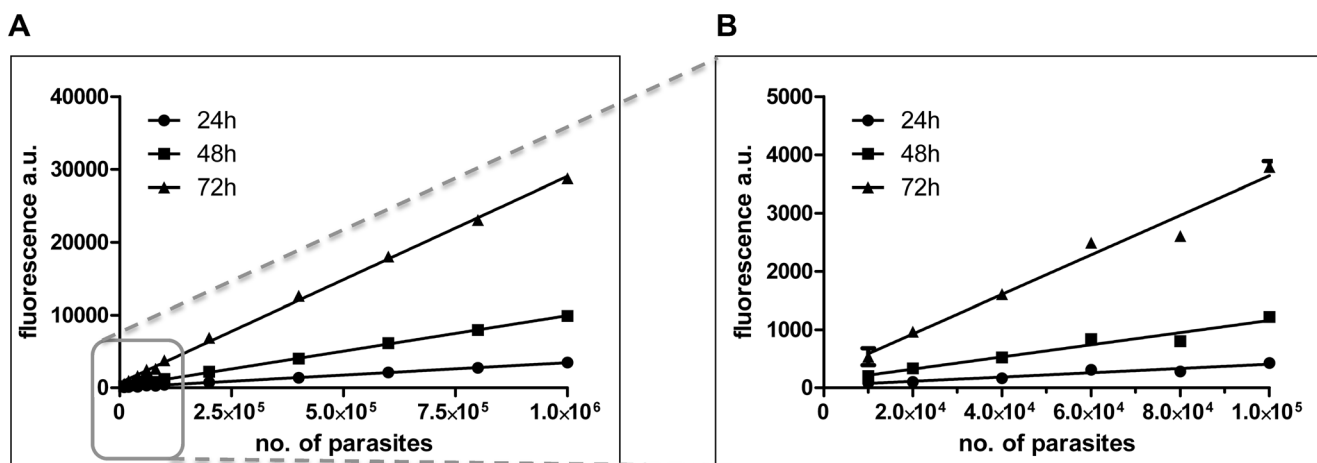 A
fluorescence a.u.
40000
30000
20000
10000
0
24h
48h
72h
0 2.5×10⁵ 5.0×10⁵ 7.5×10⁵ 1.0×10⁶
no. of parasites
B
fluorescence a.u.
5000
4000
3000
2000
1000
0
24h
48h
72h
0 2.0×10⁴ 4.0×10⁴ 6.0×10⁴ 8.0×10⁴ 1.0×10⁵
no. of parasites